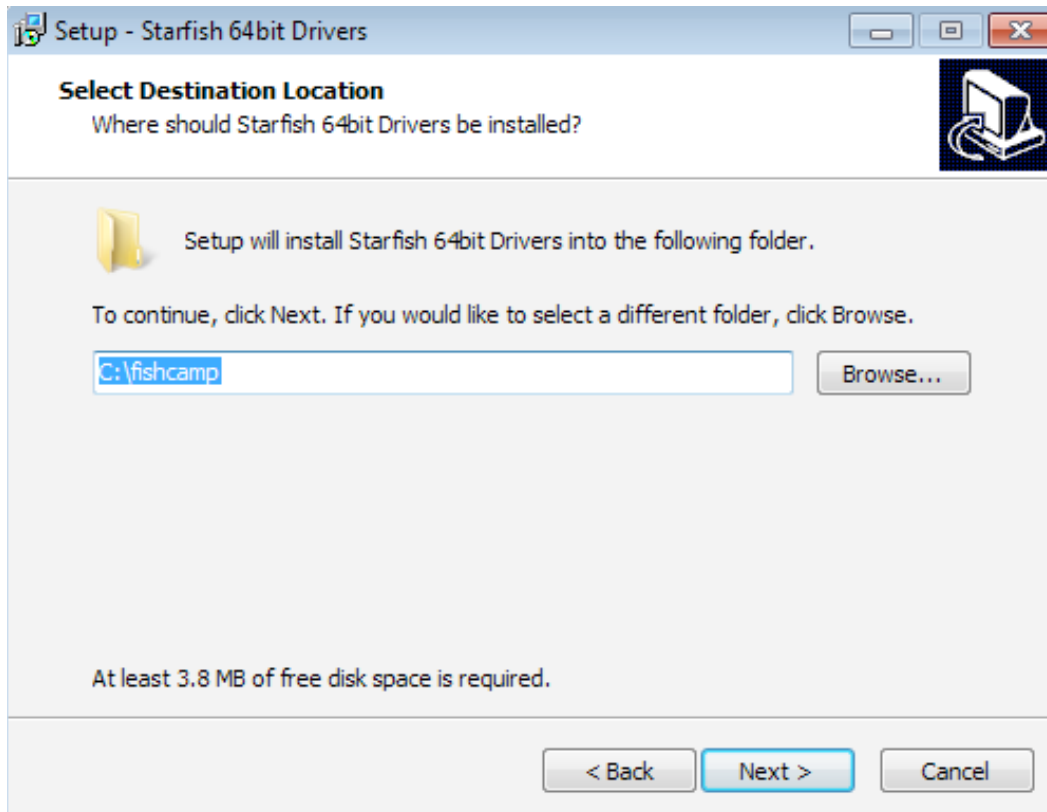 Setup - Starfish 64bit Drivers
Select Destination Location
Where should Starfish 64bit Drivers be installed?
Setup will install Starfish 64bit Drivers into the following folder.
To continue, click Next. If you would like to select a different folder, click Browse.
C:\fishcamp
Browse...
At least 3.8 MB of free disk space is required.
< Back
Next >
Cancel